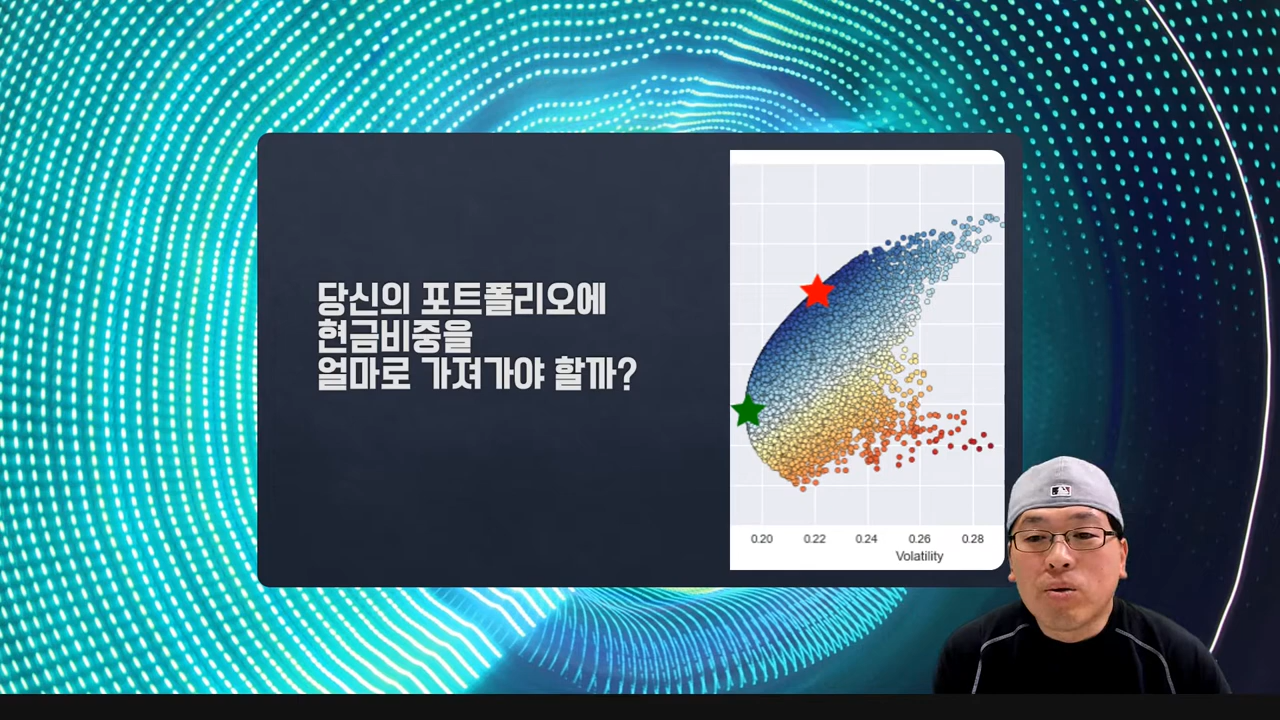 당신의 포트폴리오에
현금비중을
얼마로 가져가야 할까?
0.20 0.22 0.24 0.26 0.28
Volatility